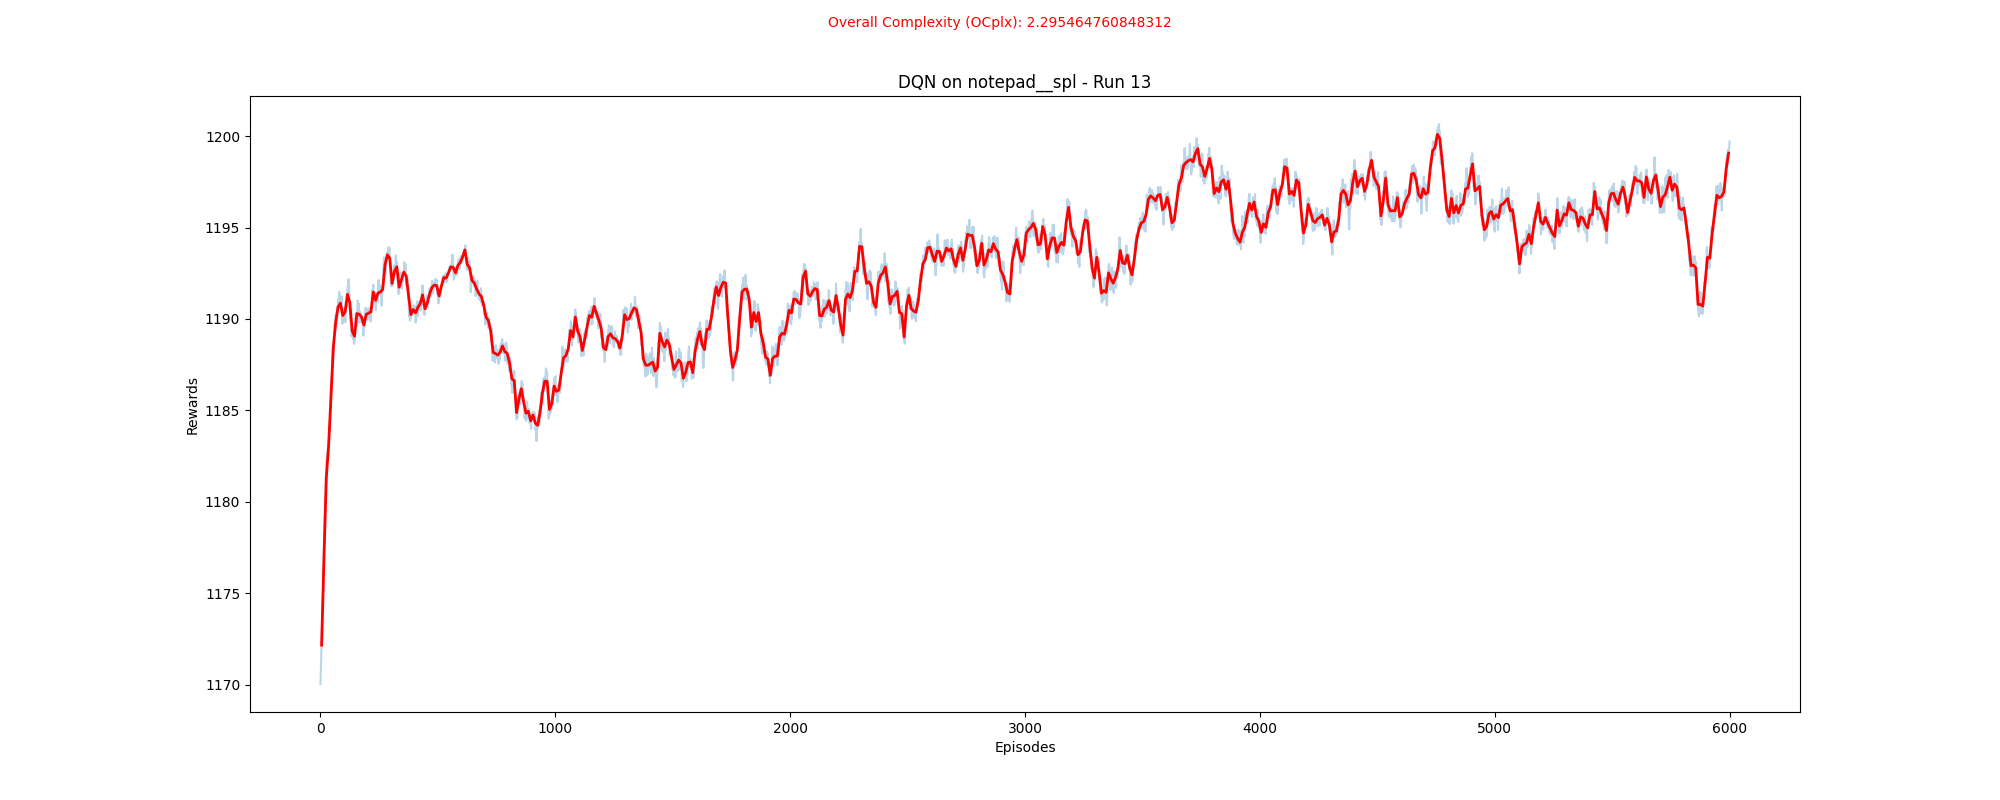 Overall Complexity (OCplx): 2.295464760848312
DQN on notepad__spl - Run 13
1200
1195
1190
1185
1180
1175
1170
Rewards
0 1000 2000 3000 4000 5000 6000
Episodes